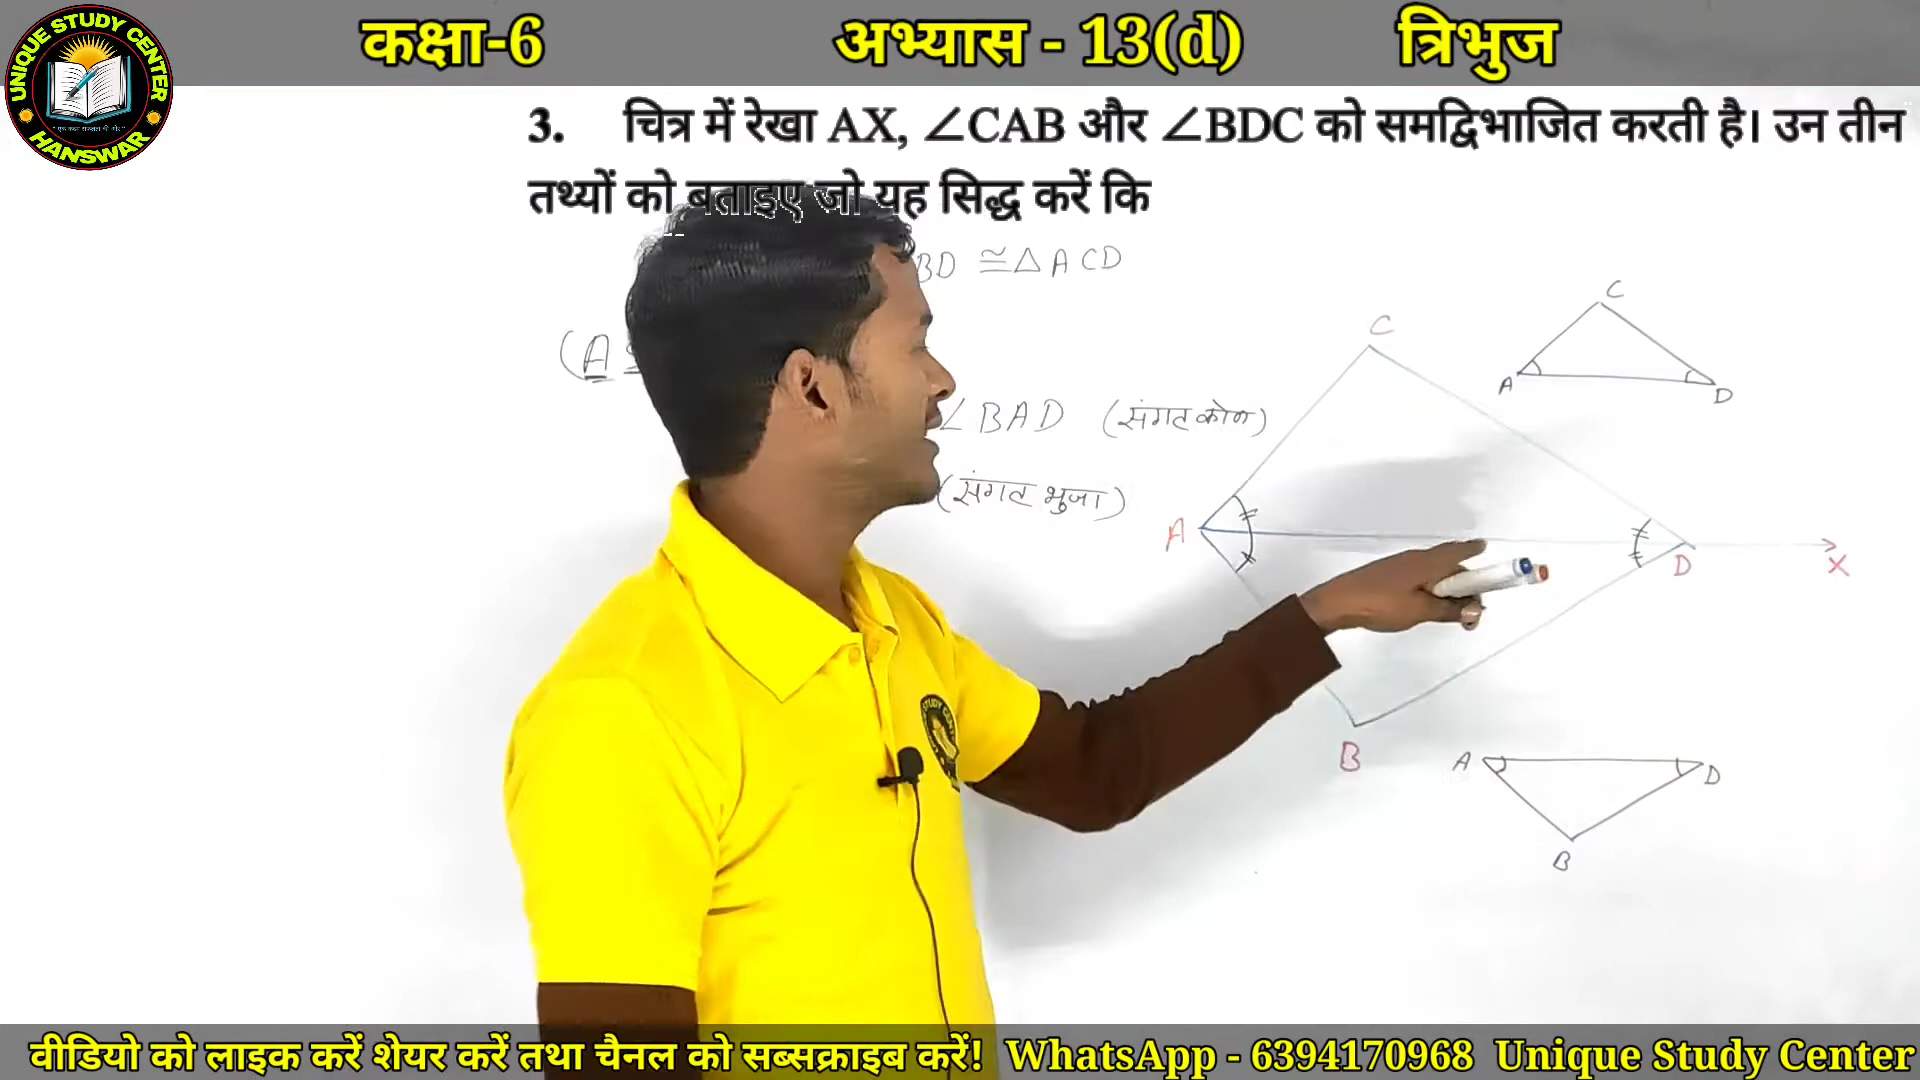 कक्षा-6 अभ्यास - 13(d) त्रिभुज
UNIQUE STUDY CENTER
HANSWAR
3. चित्र में रेखा AX, ∠CAB और ∠BDC को समद्विभाजित करती है। उन तीन
तथ्यों को बताइए जो यह सिद्ध करें कि
BD ≅ △ ACD
(A
∠BAD (संगत कोण)
(संगत भुजा)
C
A
D
C
A
D
X
B
A
D
B
वीडियो को लाइक करें शेयर करें तथा चैनल को सब्सक्राइब करें! WhatsApp - 6394170968 Unique Study Center